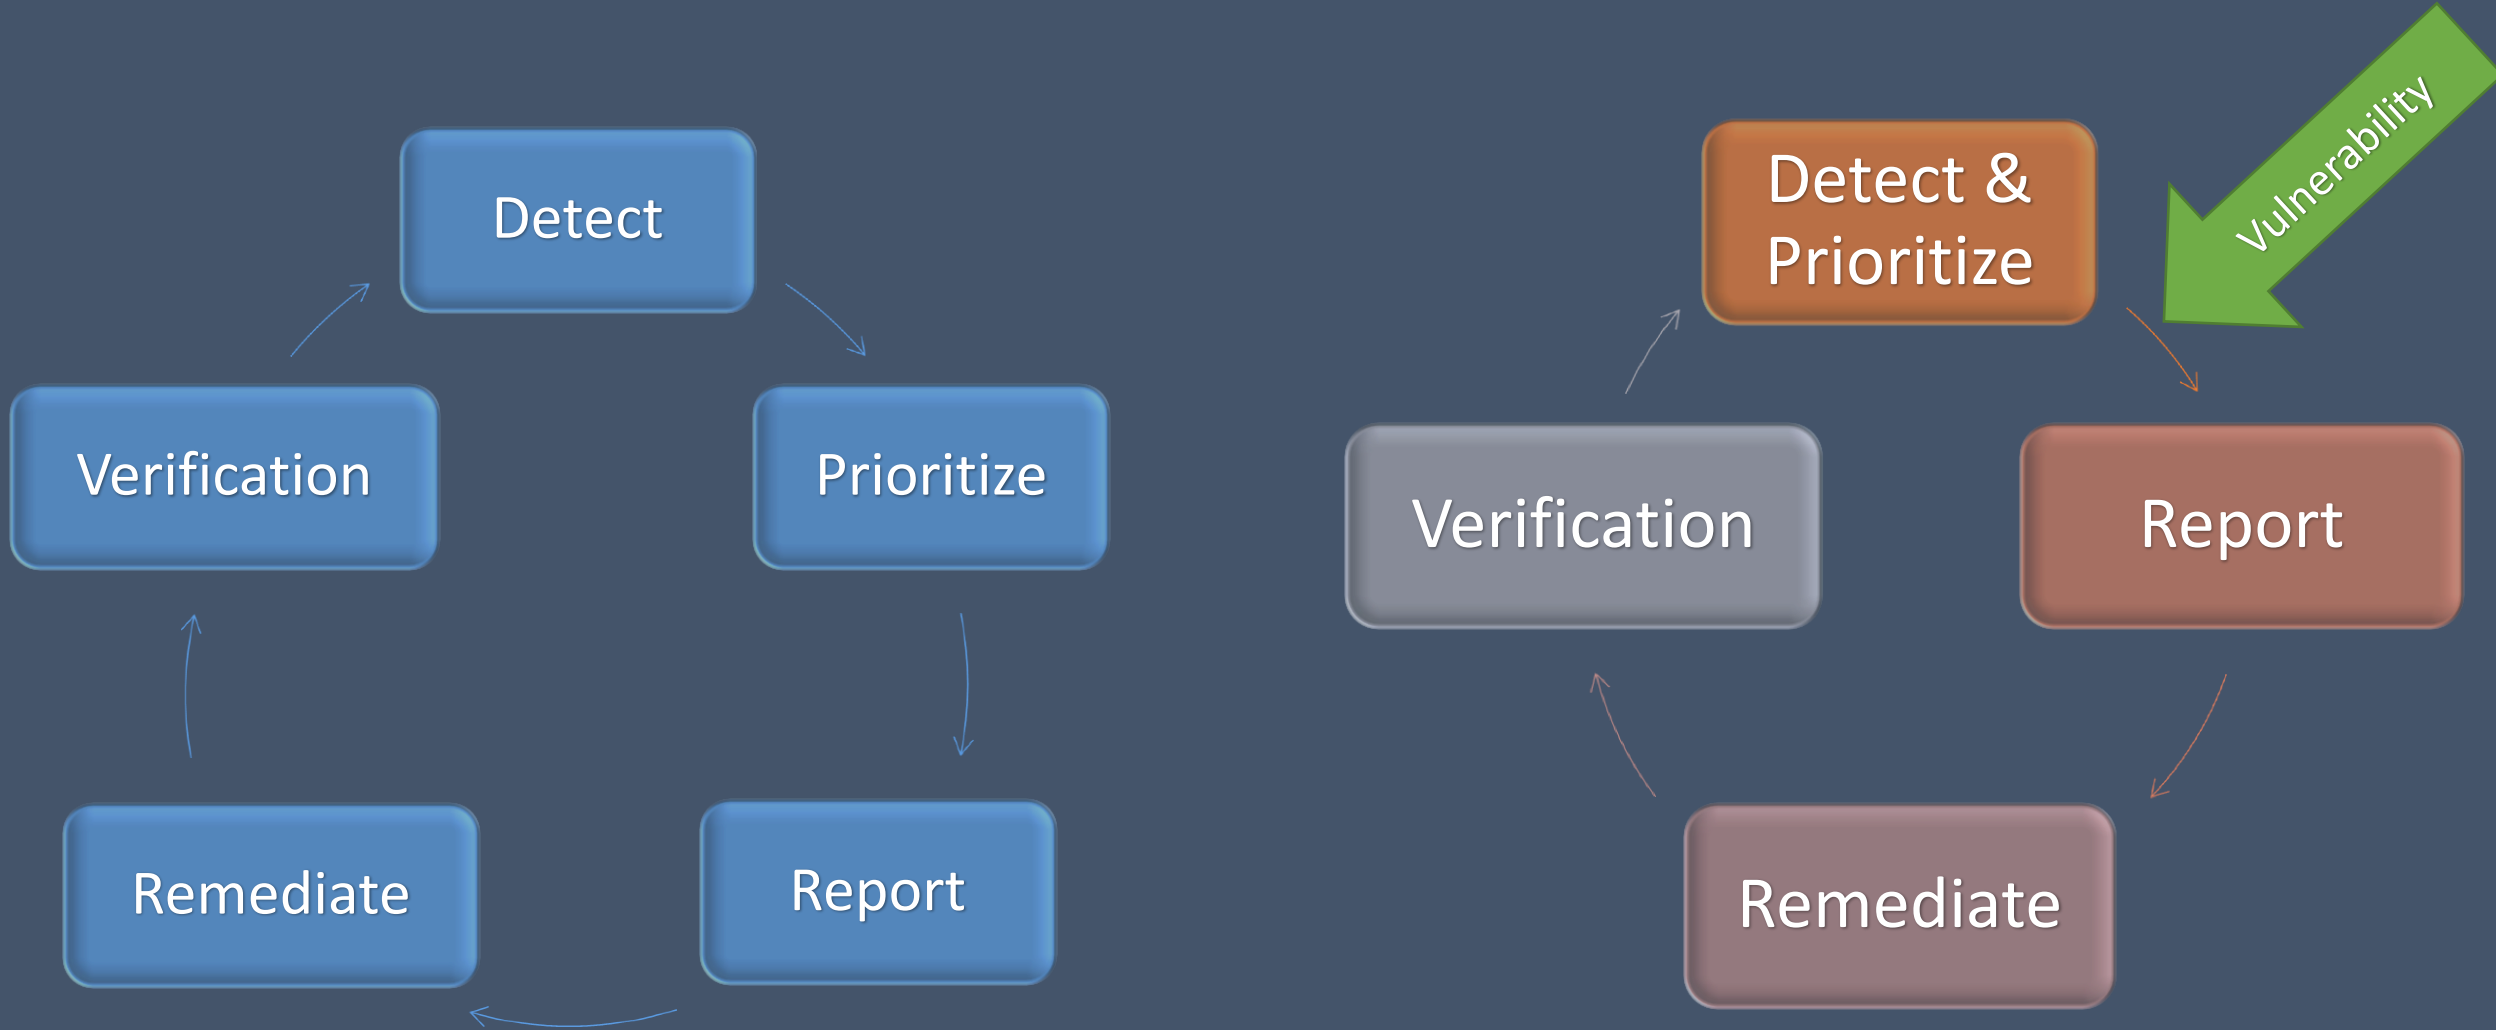 Detect
Prioritize
Report
Remediate
Verification
Detect &
Prioritize
Vulnerability
Report
Remediate
Verification